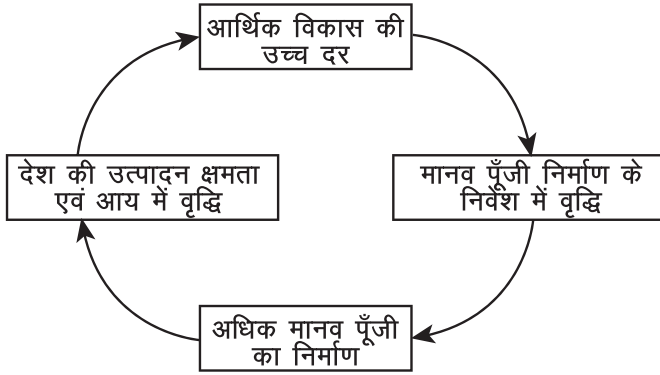 आर्थिक विकास की
उच्च दर
देश की उत्पादन क्षमता
एवं आय में वृद्धि
मानव पूँजी निर्माण के
निवेश में वृद्धि
अधिक मानव पूँजी
का निर्माण